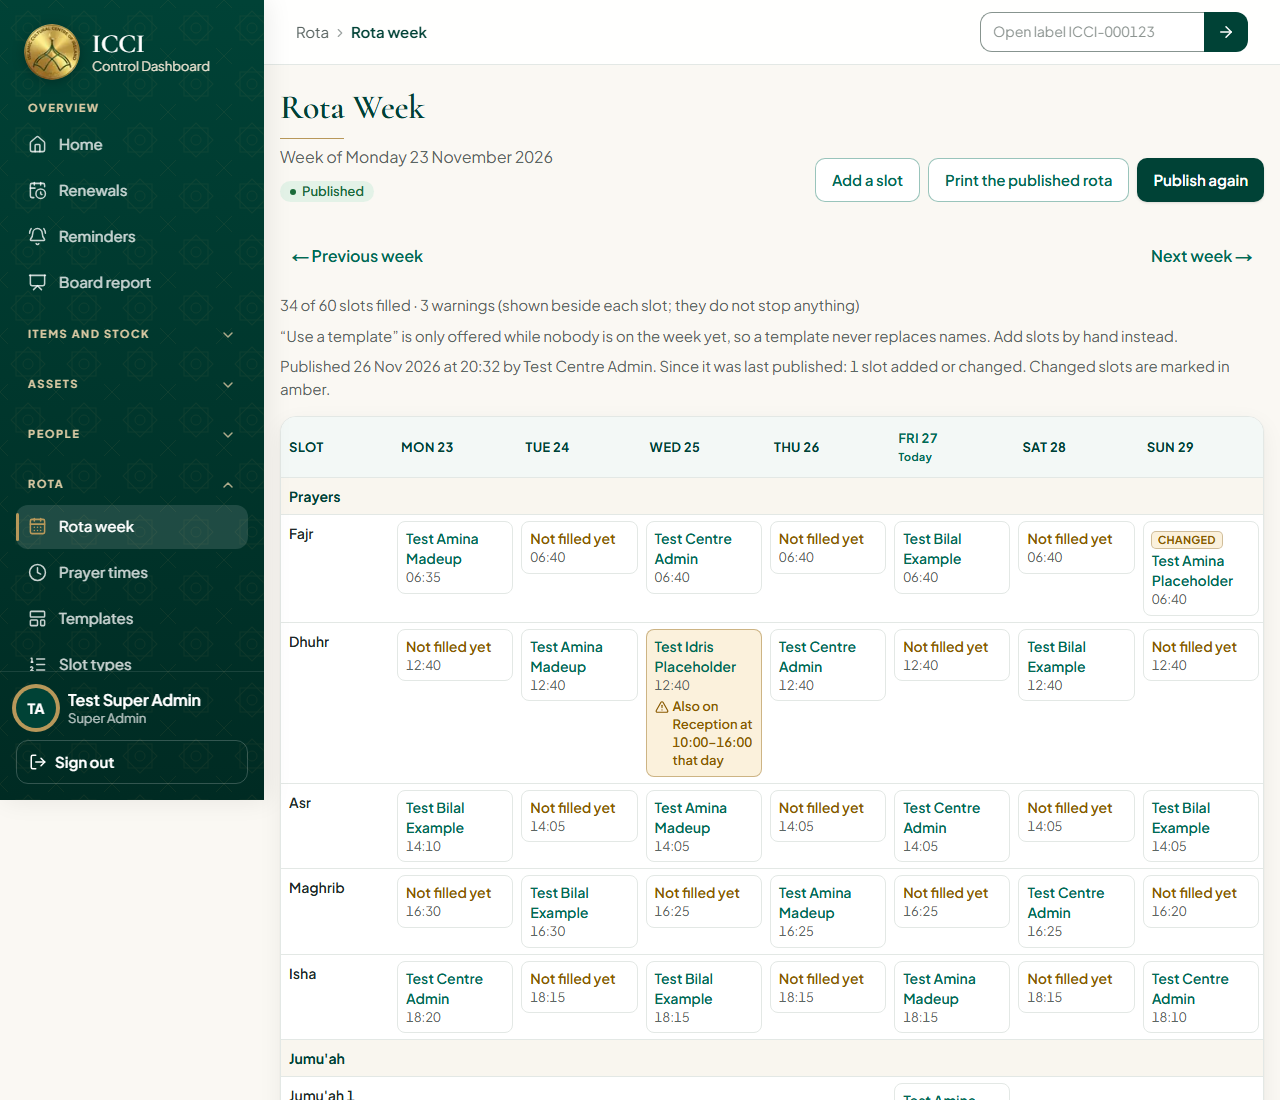 ICCI
Control Dashboard
OVERVIEW
Home
Renewals
Reminders
Board report
ITEMS AND STOCK
ASSETS
PEOPLE
ROTA
Rota week
Prayer times
Templates
Slot types
TA
Test Super Admin
Super Admin
Sign out
Rota › Rota week
Open label ICCI-000123
Rota Week
Week of Monday 23 November 2026
Published
Add a slot
Print the published rota
Publish again
← Previous week
Next week →
34 of 60 slots filled · 3 warnings (shown beside each slot; they do not stop anything)
“Use a template” is only offered while nobody is on the week yet, so a template never replaces names. Add slots by hand instead.
Published 26 Nov 2026 at 20:32 by Test Centre Admin. Since it was last published: 1 slot added or changed. Changed slots are marked in
amber.
SLOT
MON 23
TUE 24
WED 25
THU 26
FRI 27
Today
SAT 28
SUN 29
Prayers
Fajr
Test Amina
Madeup
06:35
Not filled yet
06:40
Test Centre
Admin
06:40
Not filled yet
06:40
Test Bilal
Example
06:40
Not filled yet
06:40
CHANGED
Test Amina
Placeholder
06:40
Dhuhr
Not filled yet
12:40
Test Amina
Madeup
12:40
Test Idris
Placeholder
12:40
Also on
Reception at
10:00–16:00
that day
Test Centre
Admin
12:40
Not filled yet
12:40
Test Bilal
Example
12:40
Not filled yet
12:40
Asr
Test Bilal
Example
14:10
Not filled yet
14:05
Test Amina
Madeup
14:05
Not filled yet
14:05
Test Centre
Admin
14:05
Not filled yet
14:05
Test Bilal
Example
14:05
Maghrib
Not filled yet
16:30
Test Bilal
Example
16:30
Not filled yet
16:25
Test Amina
Madeup
16:25
Not filled yet
16:25
Test Centre
Admin
16:25
Not filled yet
16:20
Isha
Test Centre
Admin
18:20
Not filled yet
18:15
Test Bilal
Example
18:15
Not filled yet
18:15
Test Amina
Madeup
18:15
Not filled yet
18:15
Test Centre
Admin
18:10
Jumu'ah
Jumu'ah 1
Test Amina